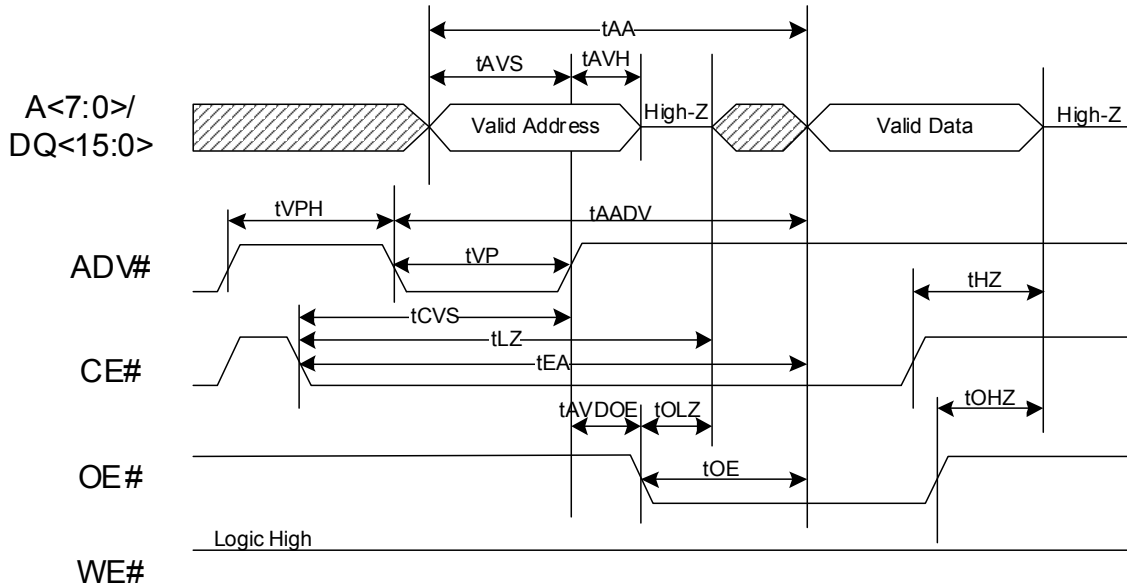 tAA
tAVS
tAVH
A<7:0>/
DQ<15:0>
Valid Address
High-Z
Valid Data
High-Z
tVPH
tAADV
ADV#
tVP
tHZ
tCVS
tLZ
CE#
tEA
tAVDOE
tOLZ
tOHZ
OE#
tOE
Logic High
WE#